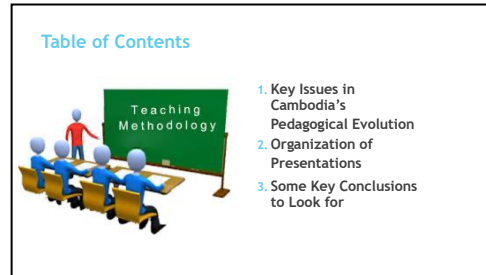 Table of Contents
Teaching
Methodology
1. Key Issues in
Cambodia's
Pedagogical Evolution
2. Organization of
Presentations
3. Some Key Conclusions
to Look for